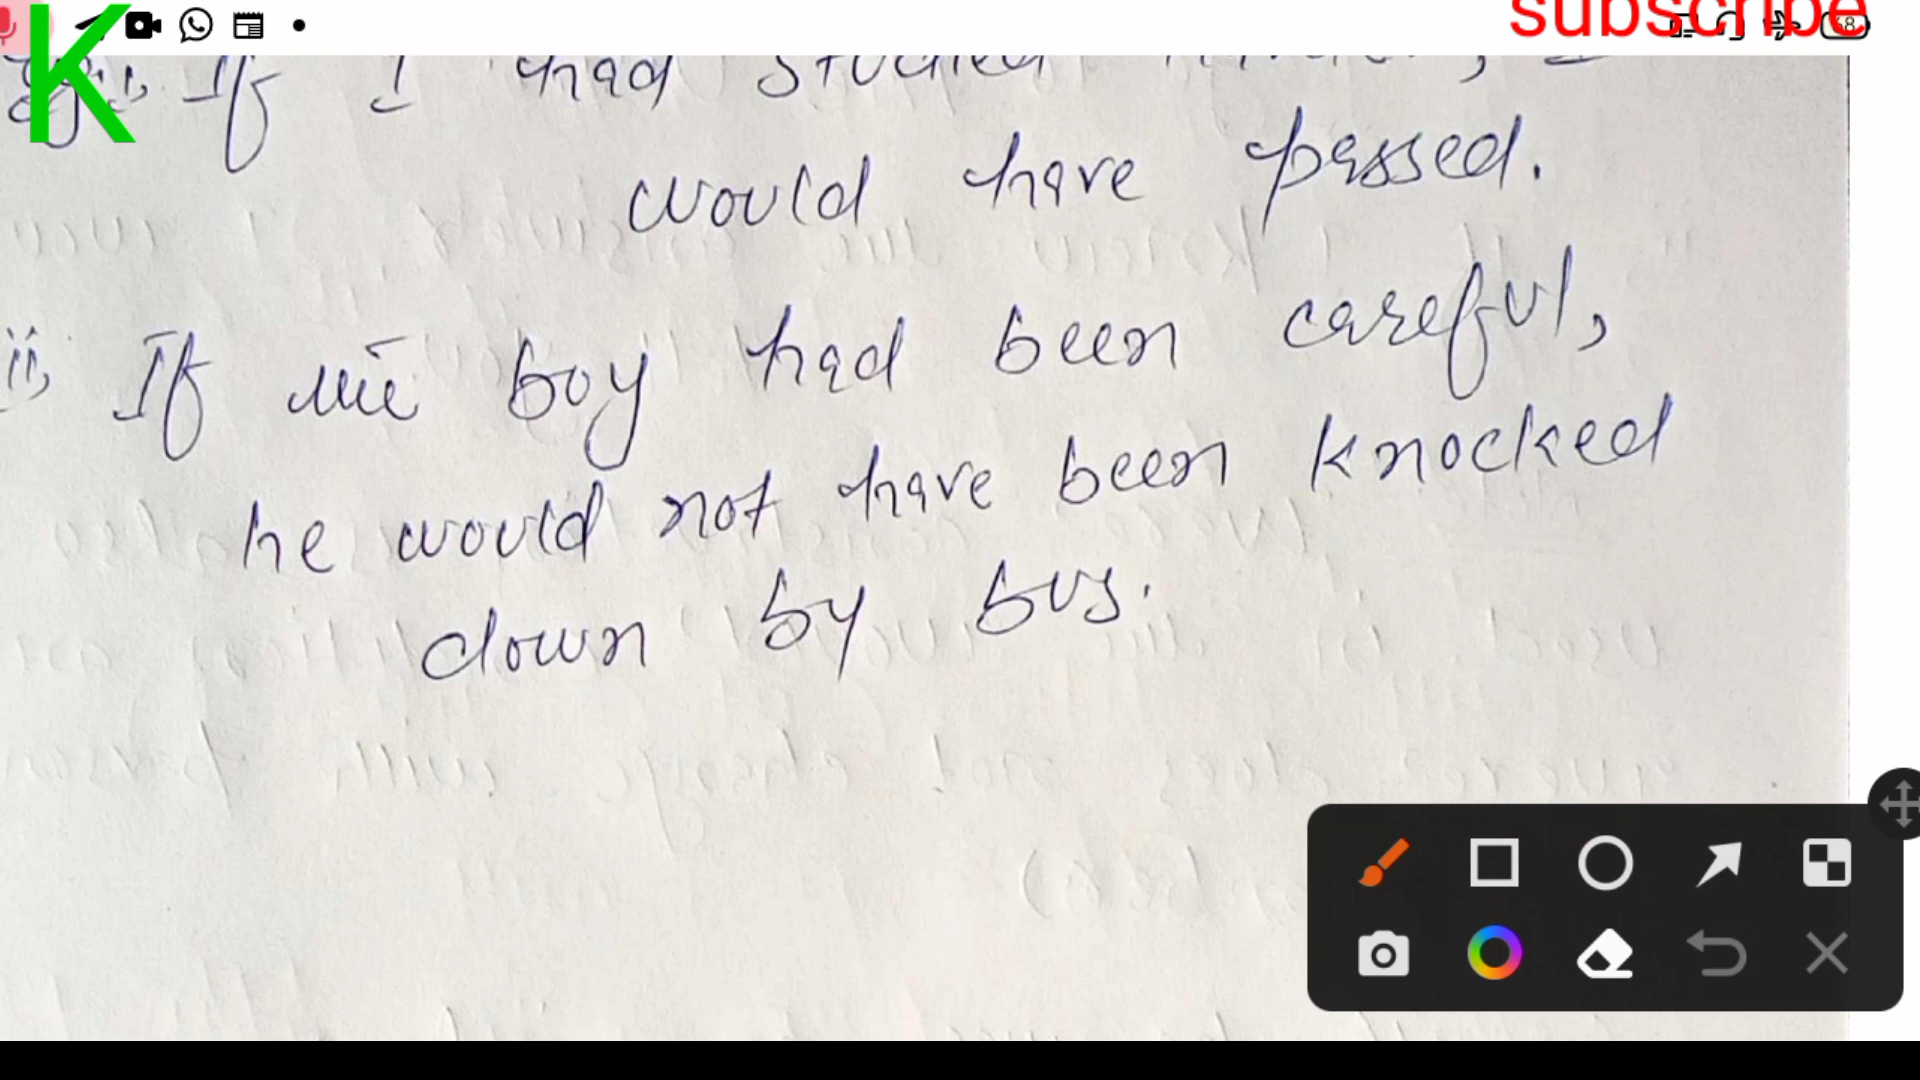 K
subscribe
If I had studied
would have passed.
ii, If the boy had been careful,
he would not have been knocked
down by bus.